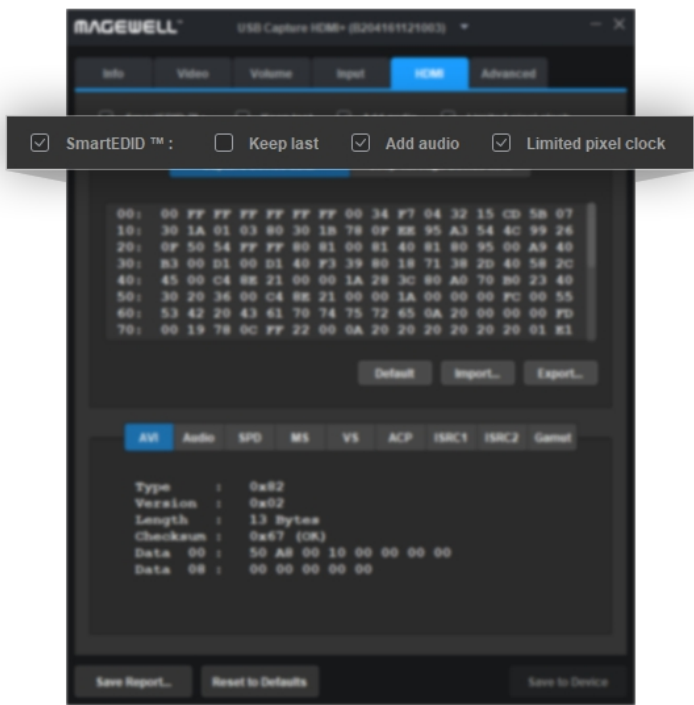 MAGEWELL™ USB Capture HDMI+ (B204161121003)
Info Video Volume Input HDMI Advanced
SmartEDID ™ : Keep last Add audio Limited pixel clock
00: 00 FF FF FF FF FF FF 00 34 F7 04 32 15 CD 5B 07
10: 30 1A 01 03 80 30 1B 78 0F EE 95 A3 54 4C 99 26
20: 0F 50 54 FF FF 80 81 00 81 40 81 80 95 00 A9 40
30: B3 00 D1 00 D1 40 F3 39 80 18 71 38 2D 40 58 2C
40: 45 00 C4 8E 21 00 00 1A 28 3C 80 A0 70 B0 23 40
50: 30 20 36 00 C4 8E 21 00 00 1A 00 00 00 FC 00 55
60: 53 42 20 43 61 70 74 75 72 65 0A 20 00 00 00 FD
70: 00 19 78 0C FF 22 00 0A 20 20 20 20 20 20 01 E1
Default Import... Export...
AVI Audio SPD MS VS ACP ISRC1 ISRC2 Gamut
Type : 0x82
Version : 0x02
Length : 13 Bytes
Checksum : 0x67 (OK)
Data 00 : 50 A8 00 10 00 00 00 00
Data 08 : 00 00 00 00 00
Save Report... Reset to Defaults Save to Device